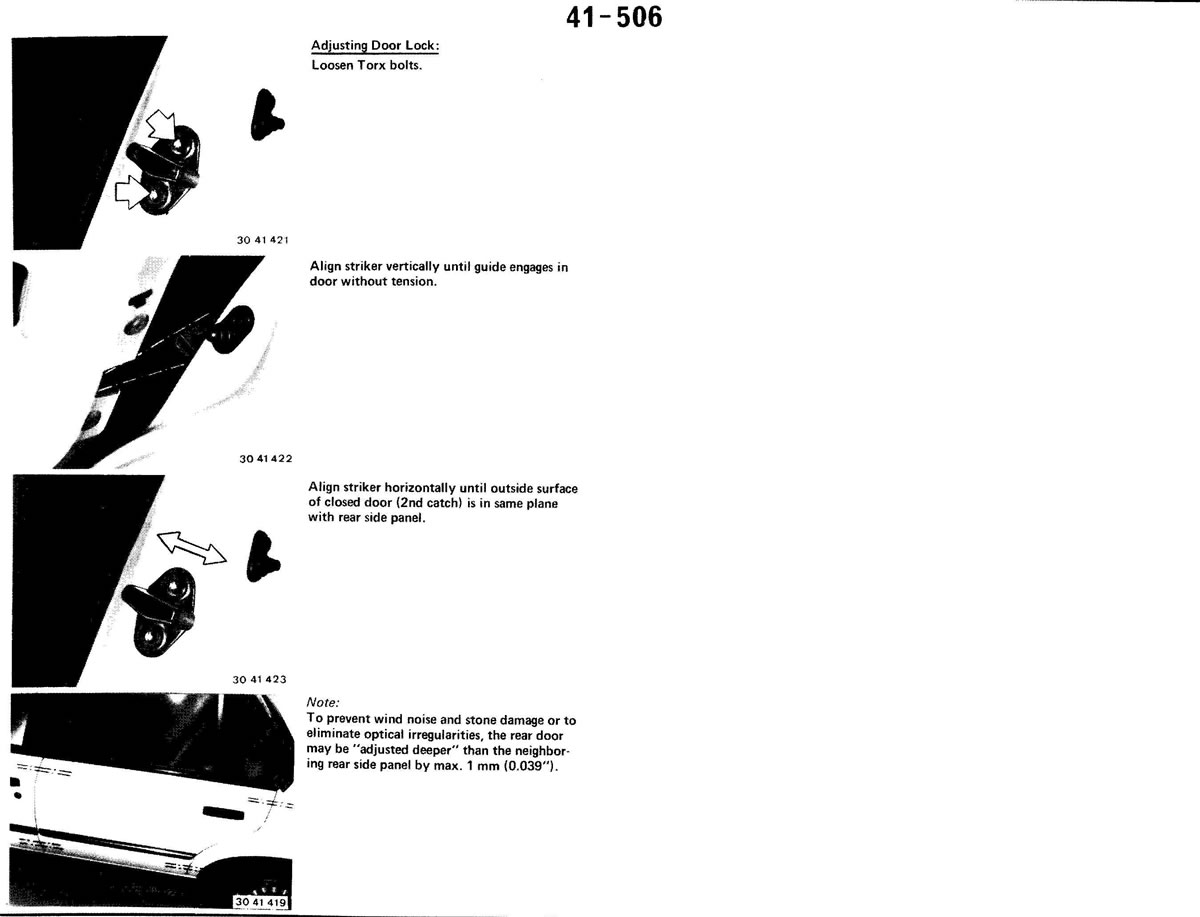 41-506
Adjusting Door Lock:
Loosen Torx bolts.
30 41 421
Align striker vertically until guide engages in
door without tension.
30 41 422
Align striker horizontally until outside surface
of closed door (2nd catch) is in same plane
with rear side panel.
30 41 423
Note:
To prevent wind noise and stone damage or to
eliminate optical irregularities, the rear door
may be "adjusted deeper" than the neighbor-
ing rear side panel by max. 1 mm (0.039").
30 41 419